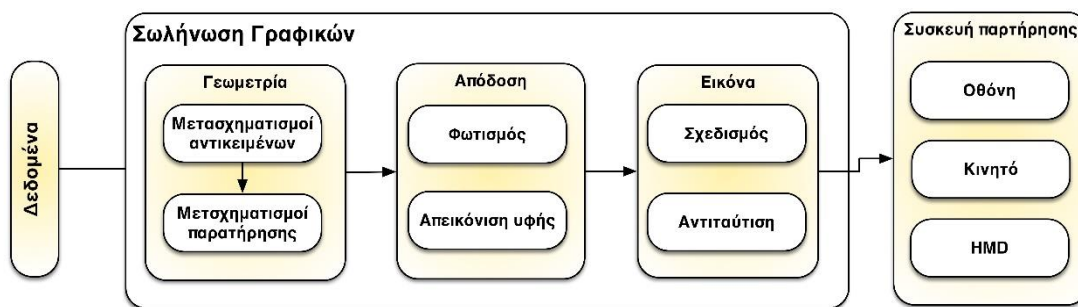 Δεδομένα
Σωλήνωση Γραφικών
Γεωμετρία
Μετασχηματισμοί
αντικειμένων
Μετσχηματισμοί
παρατήρησης
Απόδοση
Φωτισμός
Απεικόνιση υφής
Εικόνα
Σχεδισμός
Αντιταύτιση
Συσκευή παρτήρησης
Οθόνη
Κινητό
HMD